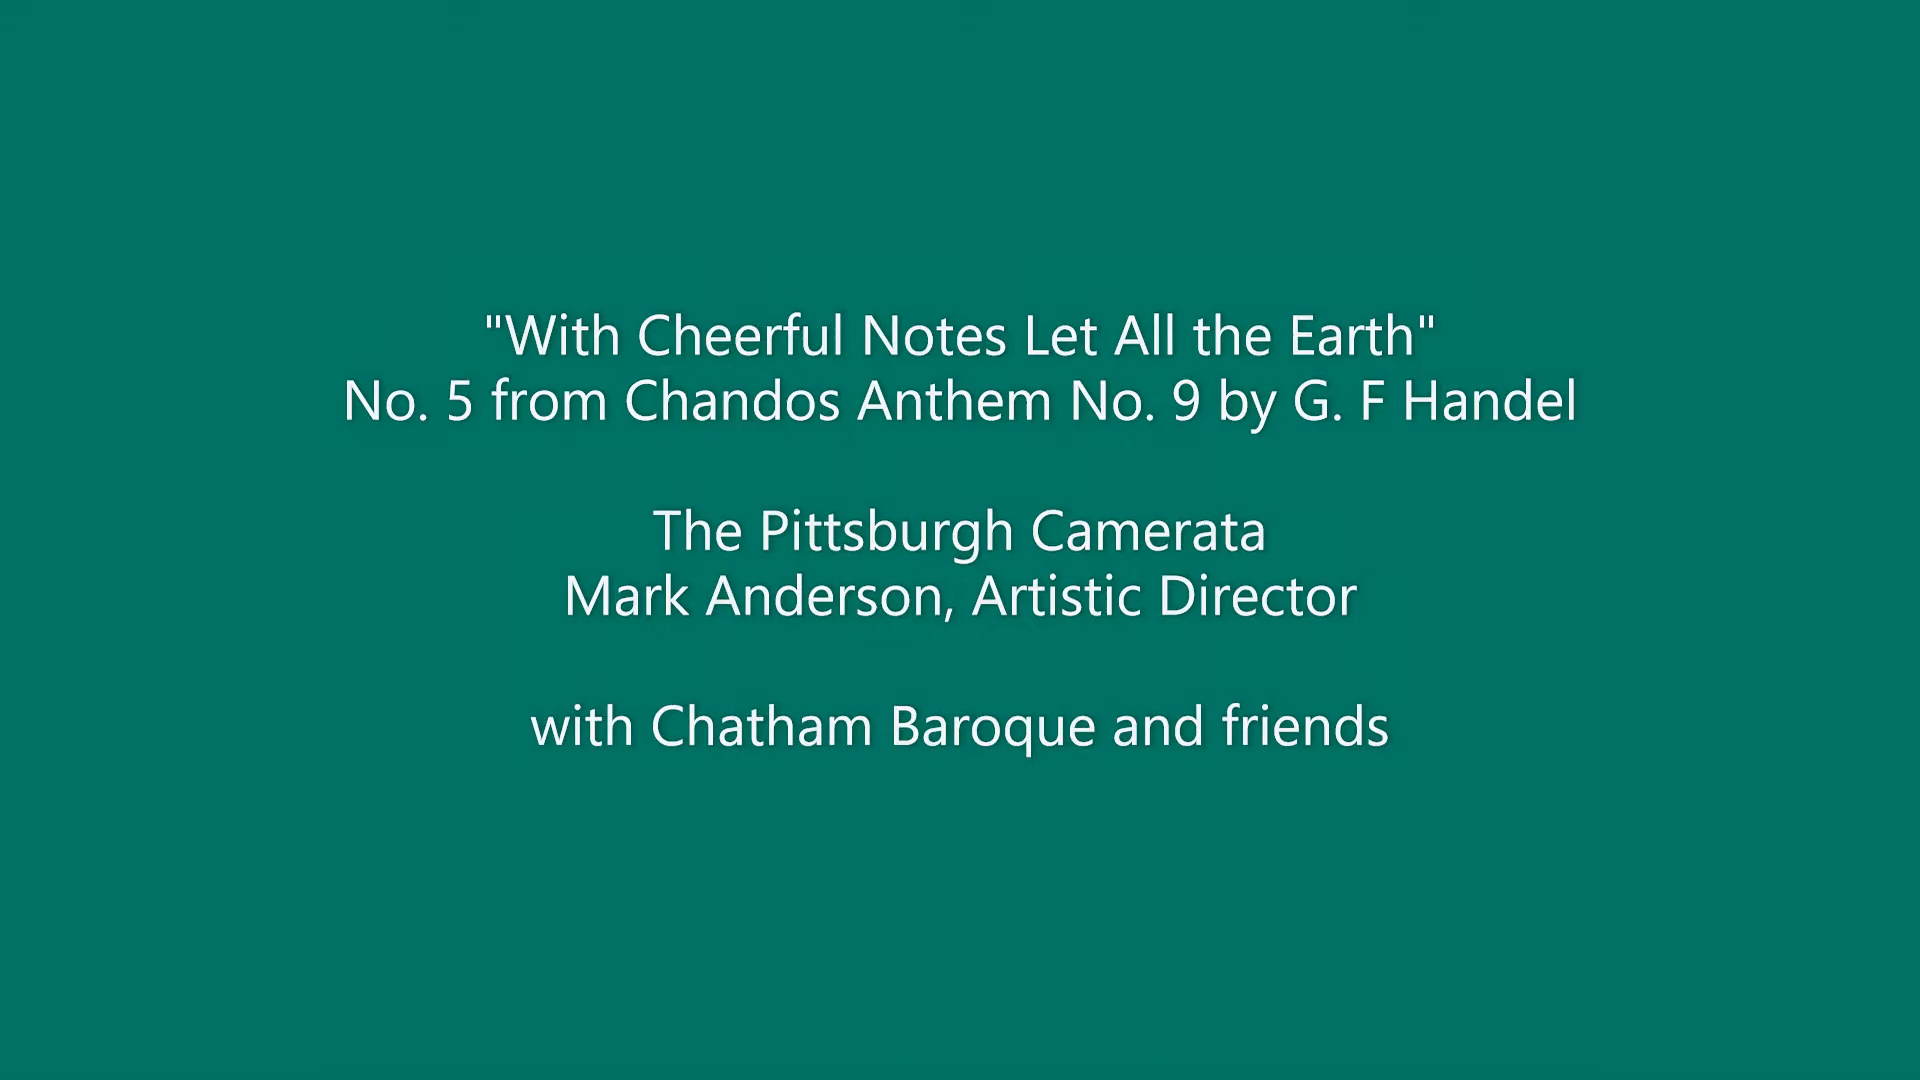 "With Cheerful Notes Let All the Earth"
No. 5 from Chandos Anthem No. 9 by G. F Handel
The Pittsburgh Camerata
Mark Anderson, Artistic Director
with Chatham Baroque and friends